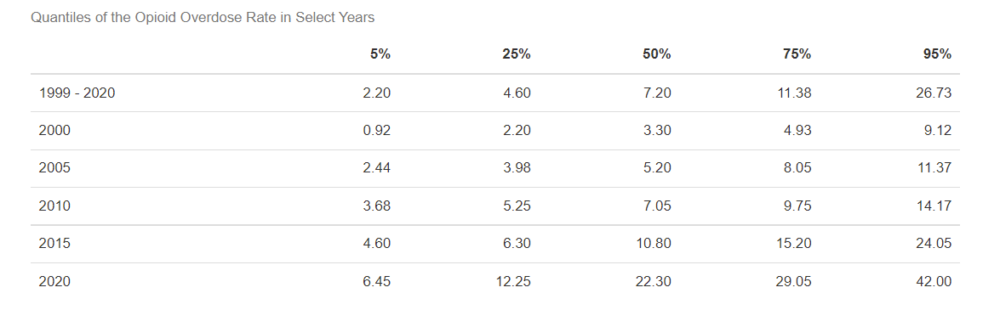 Quantiles of the Opioid Overdose Rate in Select Years
5% 25% 50% 75% 95%
1999 - 2020 2.20 4.60 7.20 11.38 26.73
2000 0.92 2.20 3.30 4.93 9.12
2005 2.44 3.98 5.20 8.05 11.37
2010 3.68 5.25 7.05 9.75 14.17
2015 4.60 6.30 10.80 15.20 24.05
2020 6.45 12.25 22.30 29.05 42.00